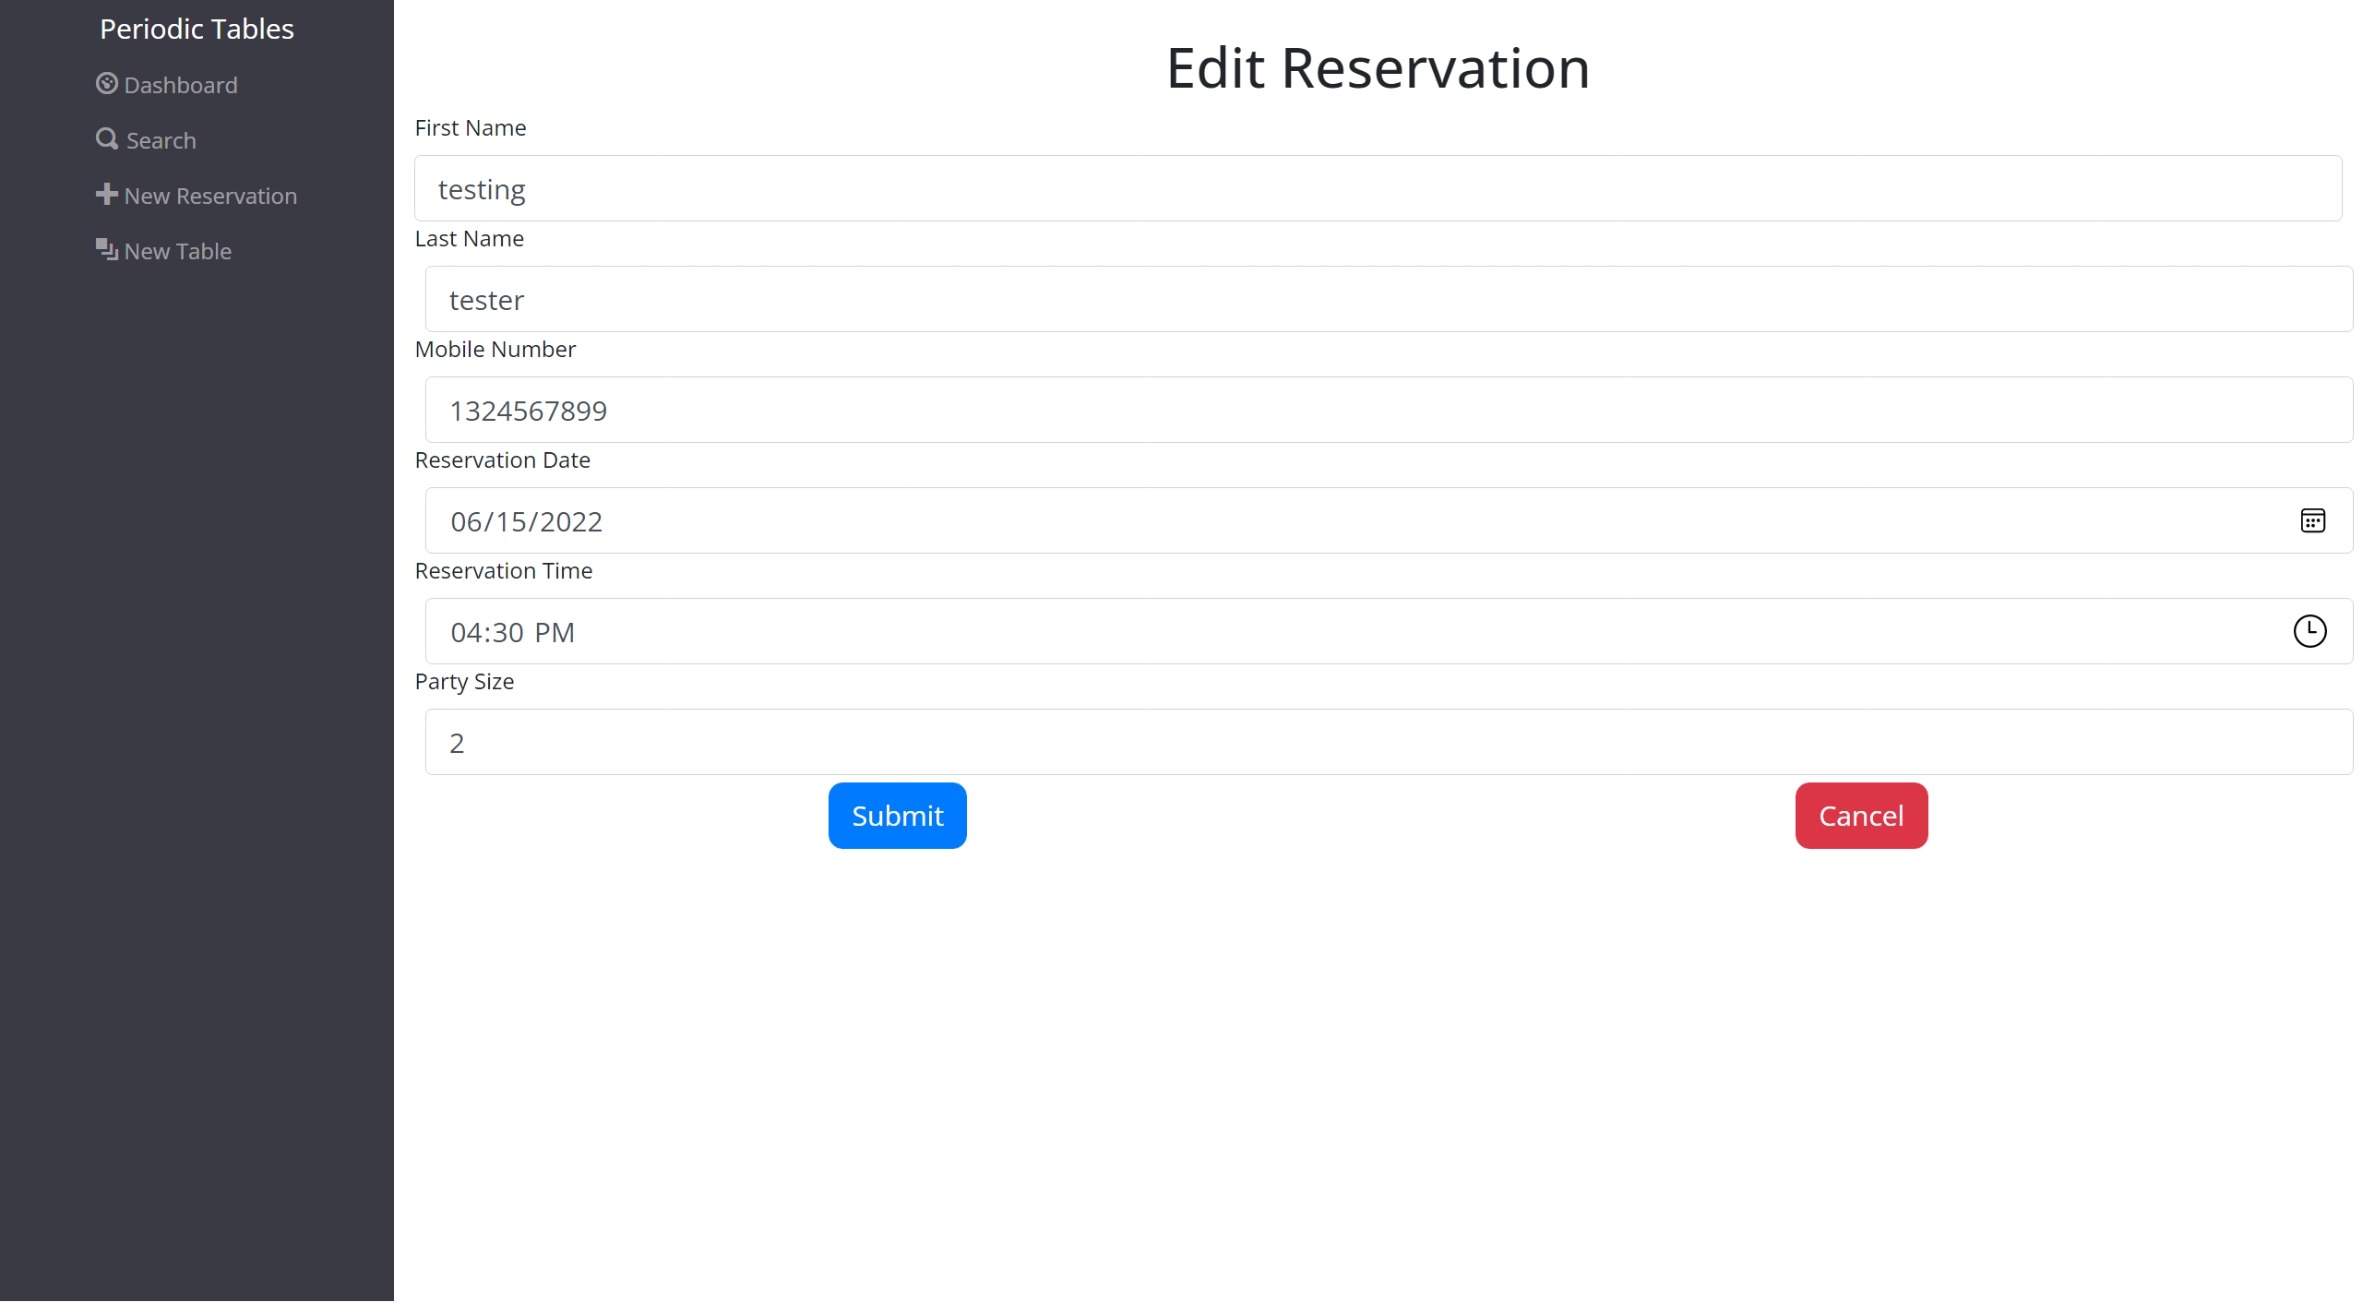 Periodic Tables
Dashboard
Search
New Reservation
New Table
Edit Reservation
First Name
testing
Last Name
tester
Mobile Number
1324567899
Reservation Date
06/15/2022
Reservation Time
04:30 PM
Party Size
2
Submit Cancel